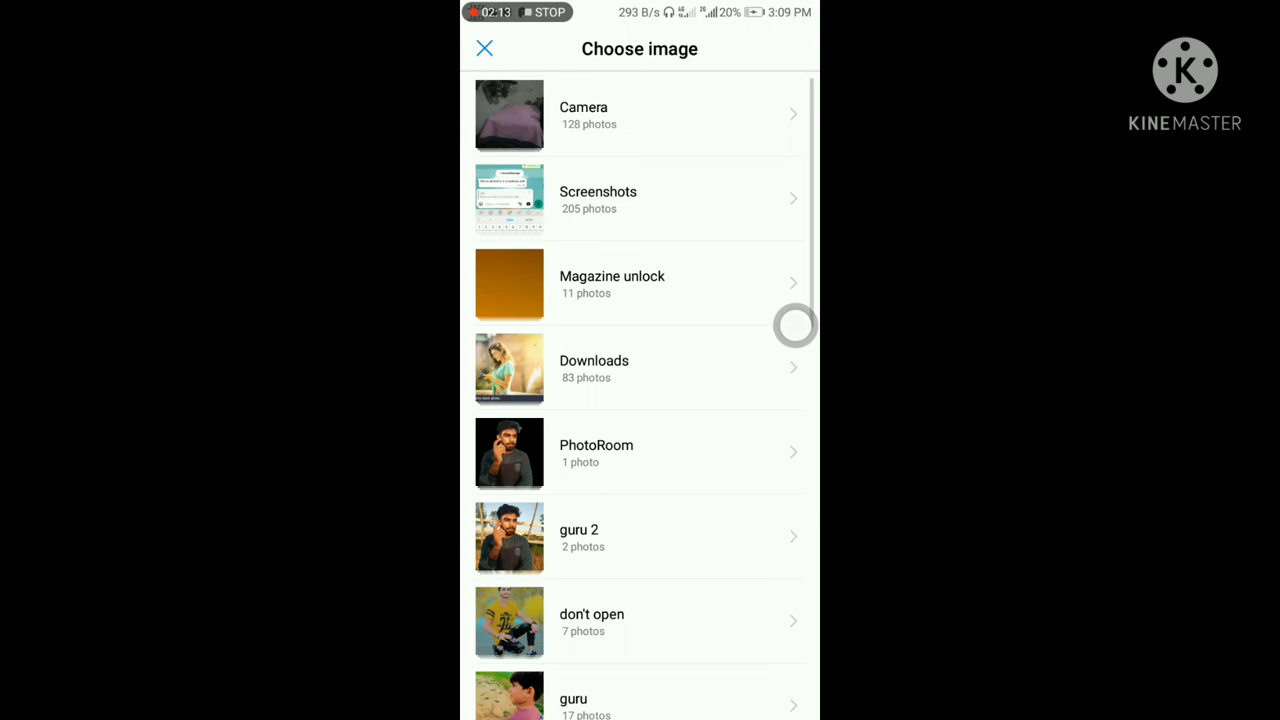 02:13 STOP 293 B/s 4G 2G 20% 3:09 PM
Choose image
Camera
128 photos
Screenshots
205 photos
Magazine unlock
11 photos
Downloads
83 photos
PhotoRoom
1 photo
guru 2
2 photos
don't open
7 photos
guru
17 photos
K
KINEMASTER